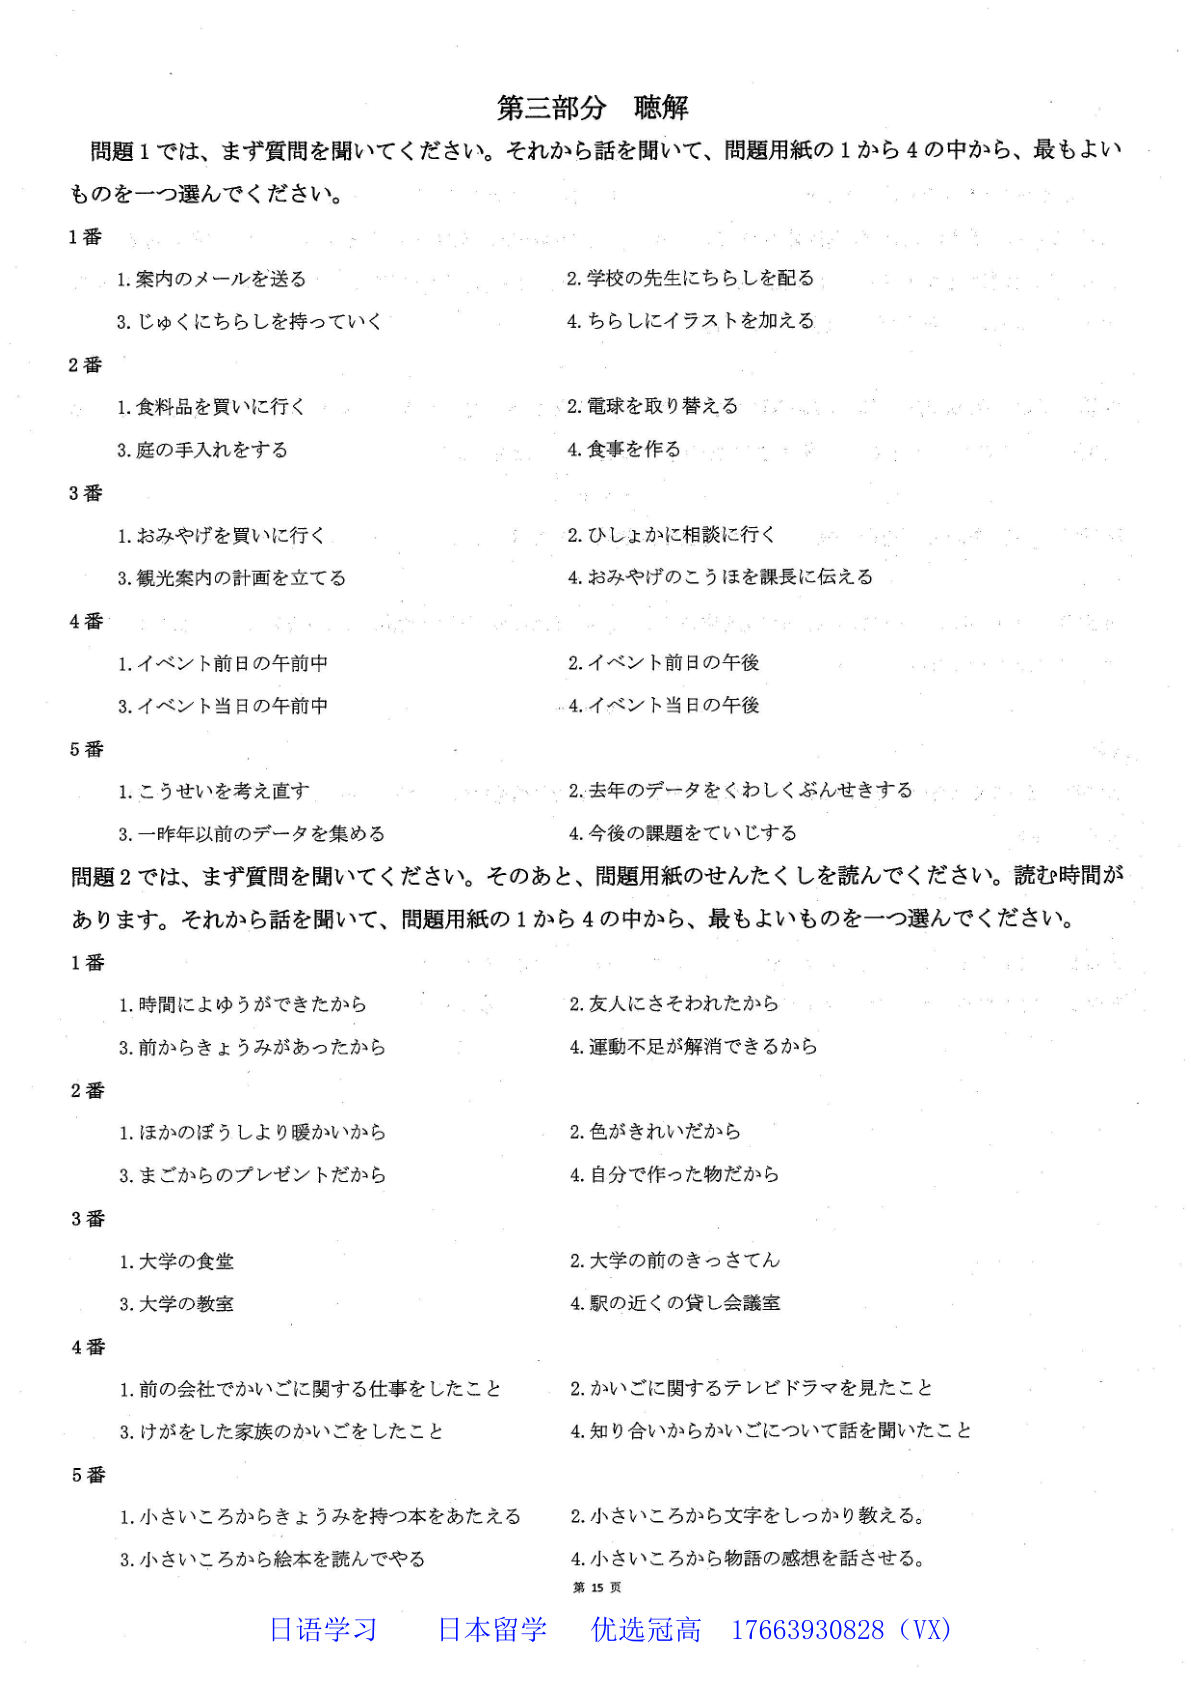 第三部分　聴解
問題1では、まず質問を聞いてください。それから話を聞いて、問題用紙の1から4の中から、最もよい
ものを一つ選んでください。
1番
1.案内のメールを送る　2.学校の先生にちらしを配る
3.じゅくにちらしを持っていく　4.ちらしにイラストを加える
2番
1.食料品を買いに行く　2.電球を取り替える
3.庭の手入れをする　4.食事を作る
3番
1.おみやげを買いに行く　2.ひしょかに相談に行く
3.観光案内の計画を立てる　4.おみやげのこうほを課長に伝える
4番
1.イベント前日の午前中　2.イベント前日の午後
3.イベント当日の午前中　4.イベント当日の午後
5番
1.こうせいを考え直す　2.去年のデータをくわしくぶんせきする
3.一昨年以前のデータを集める　4.今後の課題をていじする
問題2では、まず質問を聞いてください。そのあと、問題用紙のせんたくしを読んでください。読む時間が
あります。それから話を聞いて、問題用紙の1から4の中から、最もよいものを一つ選んでください。
1番
1.時間によゆうができたから　2.友人にさそわれたから
3.前からきょうみがあったから　4.運動不足が解消できるから
2番
1.ほかのぼうしより暖かいから　2.色がきれいだから
3.まごからのプレゼントだから　4.自分で作った物だから
3番
1.大学の食堂　2.大学の前のきっさてん
3.大学の教室　4.駅の近くの貸し会議室
4番
1.前の会社でかいごに関する仕事をしたこと　2.かいごに関するテレビドラマを見たこと
3.けがをした家族のかいごをしたこと　4.知り合いからかいごについて話を聞いたこと
5番
1.小さいころからきょうみを持つ本をあたえる　2.小さいころから文字をしっかり教える。
3.小さいころから絵本を読んでやる　4.小さいころから物語の感想を話させる。
第 15 页
日语学习　日本留学　优选冠高　17663930828（VX）